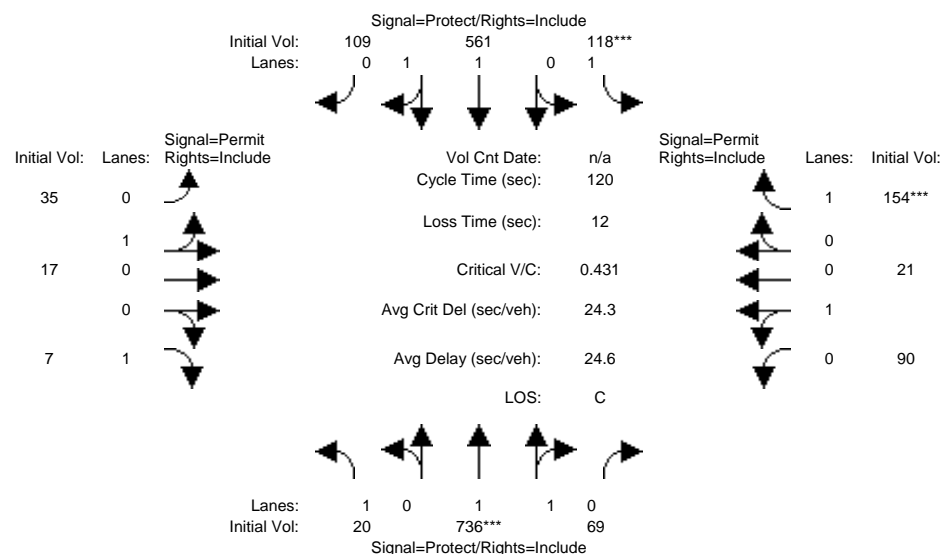 Signal=Protect/Rights=Include
Initial Vol: 109 561 118***
Lanes: 0 1 1 0 1
Signal=Permit Signal=Permit
Initial Vol: Lanes: Rights=Include Vol Cnt Date: n/a Rights=Include Lanes: Initial Vol:
Cycle Time (sec): 120
35 0 1 154***
Loss Time (sec): 12
1 0
17 0 Critical V/C: 0.431 0 21
0 Avg Crit Del (sec/veh): 24.3 1
7 1 Avg Delay (sec/veh): 24.6 0 90
LOS: C
Lanes: 1 0 1 1 0
Initial Vol: 20 736*** 69
Signal=Protect/Rights=Include